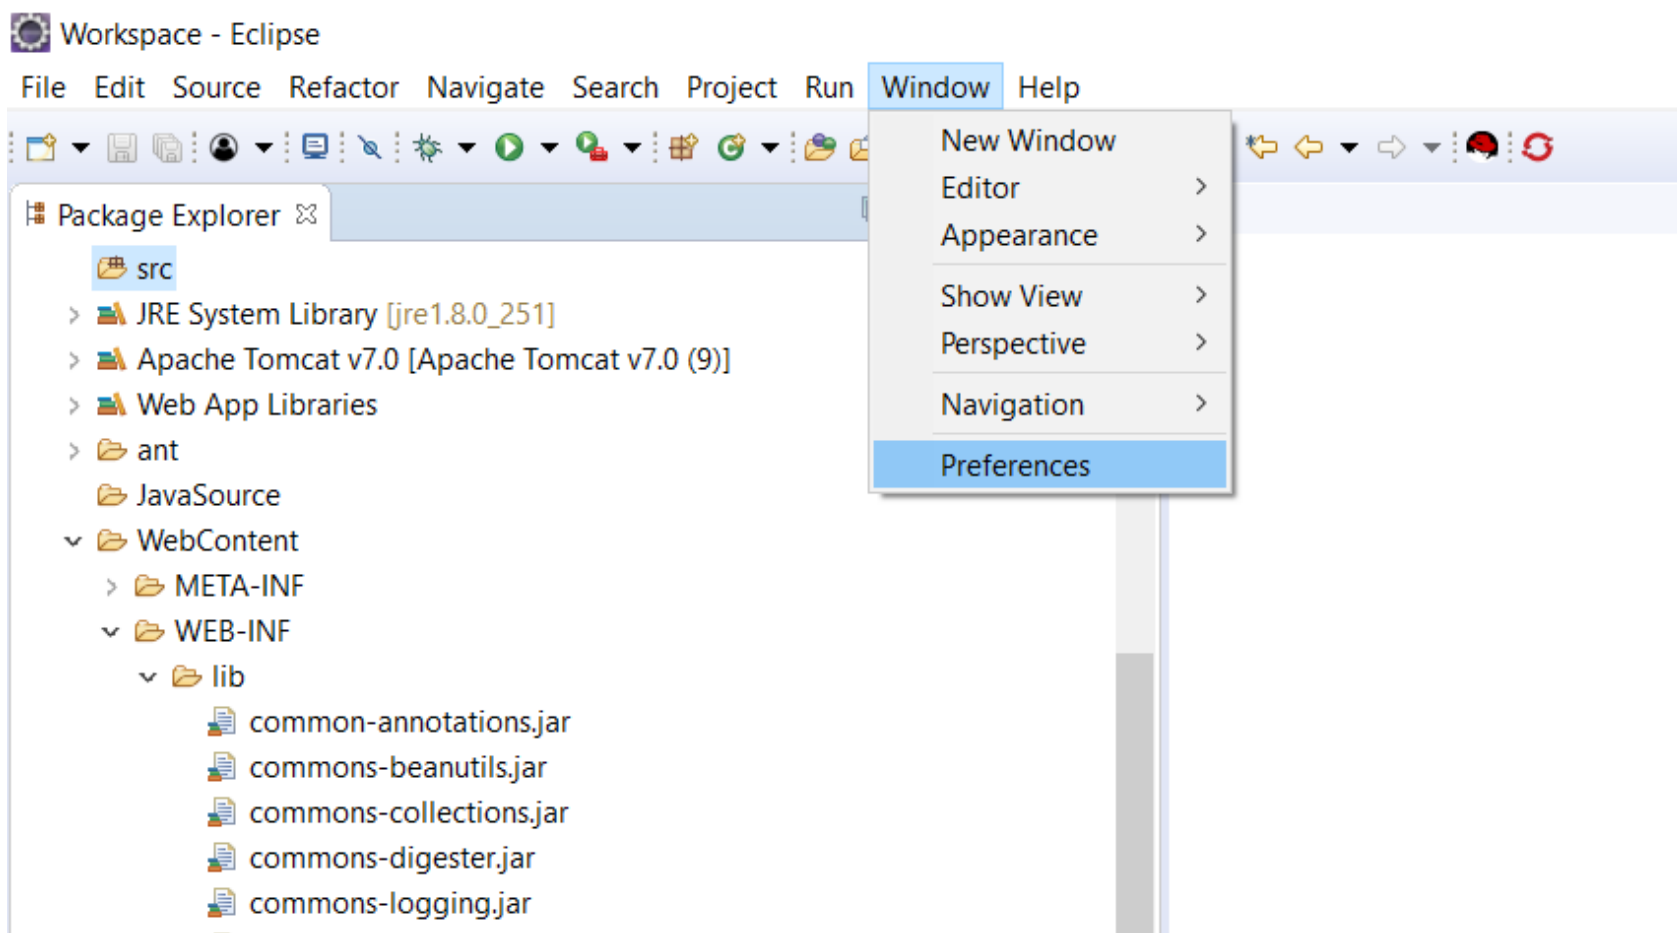 Workspace - Eclipse
File Edit Source Refactor Navigate Search Project Run Window Help
New Window
Editor
Appearance
Show View
Perspective
Navigation
Preferences
Package Explorer
src
JRE System Library [jre1.8.0_251]
Apache Tomcat v7.0 [Apache Tomcat v7.0 (9)]
Web App Libraries
ant
JavaSource
WebContent
META-INF
WEB-INF
lib
common-annotations.jar
commons-beanutils.jar
commons-collections.jar
commons-digester.jar
commons-logging.jar